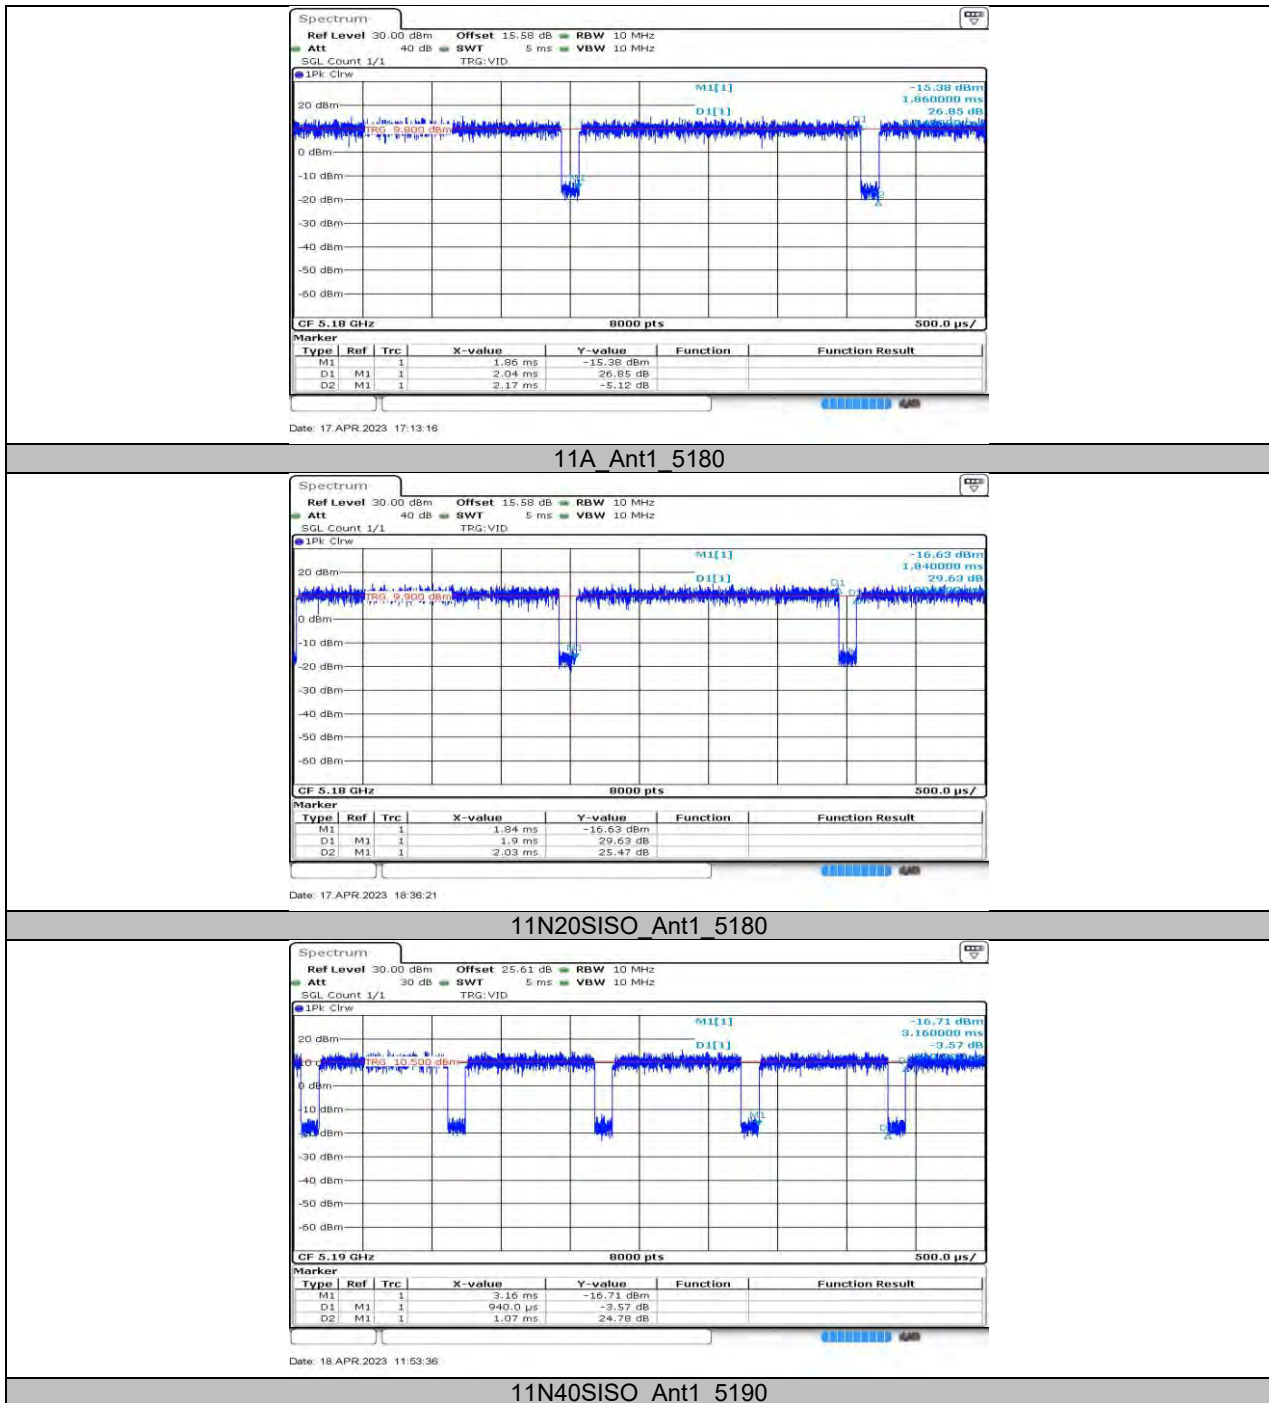 Spectrum
Ref Level 30.00 dBm Offset 15.58 dB RBW 10 MHz
Att 40 dB SWT 5 ms VBW 10 MHz
SGL Count 1/1 TRG:VID
1Pk Clrw
M1[1] -15.38 dBm
1.860000 ms
20 dBm
D1[1] 26.85 dB
D1
TRG 9.800 dBm
0 dBm
-10 dBm
M1
-20 dBm
-30 dBm
-40 dBm
-50 dBm
-60 dBm
CF 5.18 GHz 8000 pts 500.0 µs/
Marker
Type Ref Trc X-value Y-value Function Function Result
M1 1 1.86 ms -15.38 dBm
D1 M1 1 2.04 ms 26.85 dB
D2 M1 1 2.17 ms -5.12 dB
Date: 17.APR.2023 17:13:16
11A_Ant1_5180
Spectrum
Ref Level 30.00 dBm Offset 15.58 dB RBW 10 MHz
Att 40 dB SWT 5 ms VBW 10 MHz
SGL Count 1/1 TRG:VID
1Pk Clrw
M1[1] -16.63 dBm
1.840000 ms
20 dBm
D1[1] 29.63 dB
D1
TRG 9.900 dBm
0 dBm
-10 dBm
M1
-20 dBm
-30 dBm
-40 dBm
-50 dBm
-60 dBm
CF 5.18 GHz 8000 pts 500.0 µs/
Marker
Type Ref Trc X-value Y-value Function Function Result
M1 1 1.84 ms -16.63 dBm
D1 M1 1 1.9 ms 29.63 dB
D2 M1 1 2.03 ms 25.47 dB
Date: 17.APR.2023 18:36:21
11N20SISO_Ant1_5180
Spectrum
Ref Level 30.00 dBm Offset 25.61 dB RBW 10 MHz
Att 30 dB SWT 5 ms VBW 10 MHz
SGL Count 1/1 TRG:VID
1Pk Clrw
M1[1] -16.71 dBm
3.160000 ms
20 dBm
D1[1] -3.57 dB
TRG 10.500 dBm
0 dBm
-10 dBm
M1
-30 dBm
-40 dBm
-50 dBm
-60 dBm
CF 5.19 GHz 8000 pts 500.0 µs/
Marker
Type Ref Trc X-value Y-value Function Function Result
M1 1 3.16 ms -16.71 dBm
D1 M1 1 940.0 µs -3.57 dB
D2 M1 1 1.07 ms 24.78 dB
Date: 18.APR.2023 11:53:36
11N40SISO_Ant1_5190